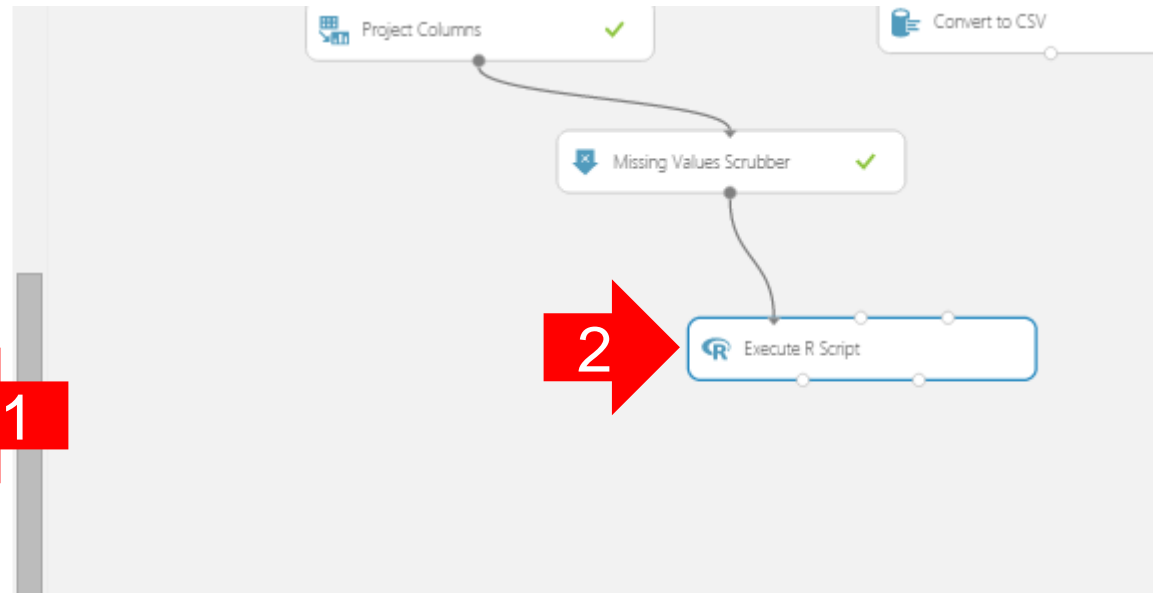 Project Columns
Convert to CSV
Missing Values Scrubber
2
R Execute R Script
1